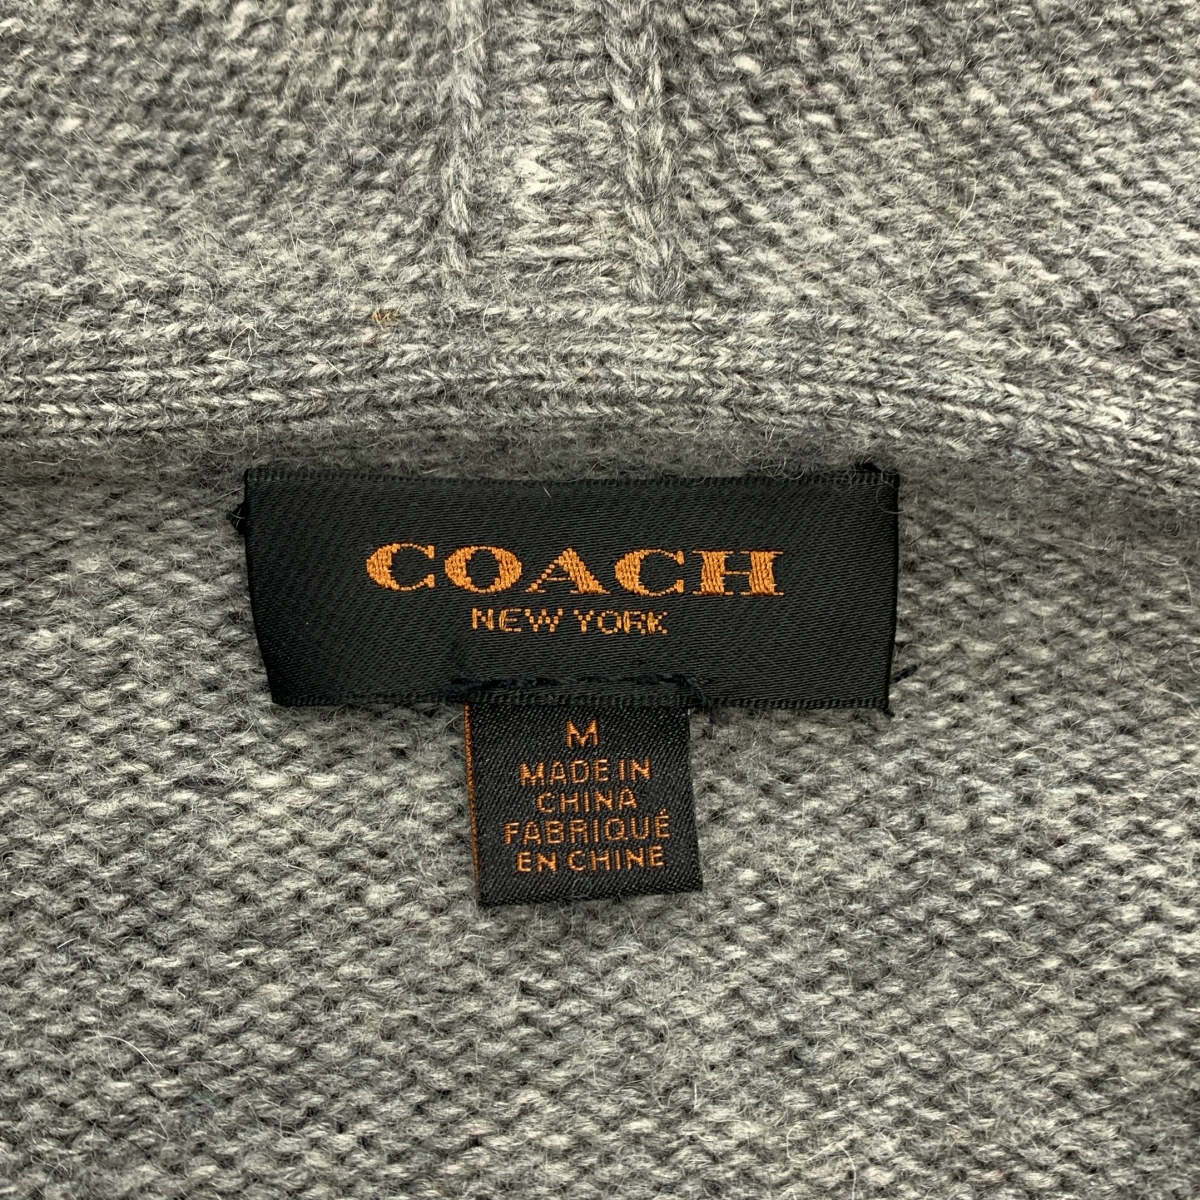 COACH
NEW YORK
M
MADE IN
CHINA
FABRIQUÉ
EN CHINE